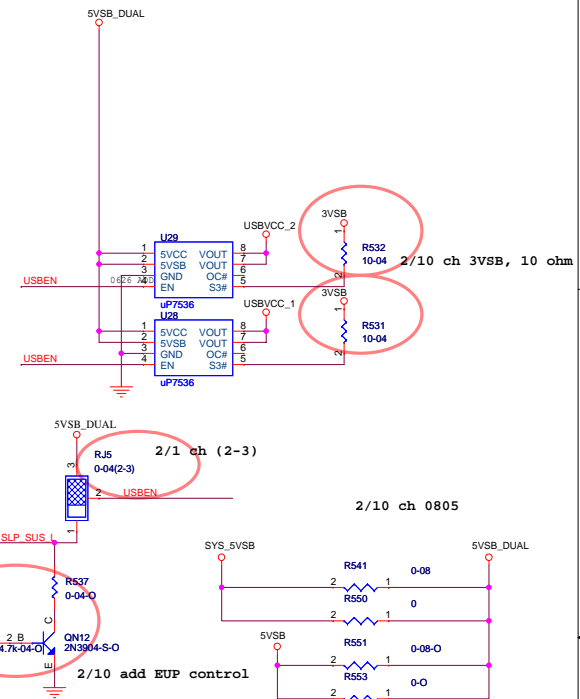 5VSB_DUAL
3VSB
USBVCC_2
U29
1 5VCC VOUT 8
2 5VSB VOUT 7
3 GND OC# 6
4 EN S3# 5
uP7536
USBEN
0626 ADD
1
R532
10-04
2
2/10 ch 3VSB, 10 ohm
3VSB
USBVCC_1
U28
1 5VCC VOUT 8
2 5VSB VOUT 7
3 GND OC# 6
4 EN S3# 5
uP7536
USBEN
1
R531
10-04
2
5VSB_DUAL
2/1 ch (2-3)
RJ5
0-04(2-3)
3
2 USBEN
1
SLP_SUS_L
R537
0-04-O
2 B
4.7k-04-O
C
QN12
2N3904-S-O
E
2/10 add EUP control
2/10 ch 0805
SYS_5VSB
5VSB_DUAL
R541
2 1 0-08
R550
2 1 0
5VSB
R551
2 1 0-08-O
R553
2 1 0-O